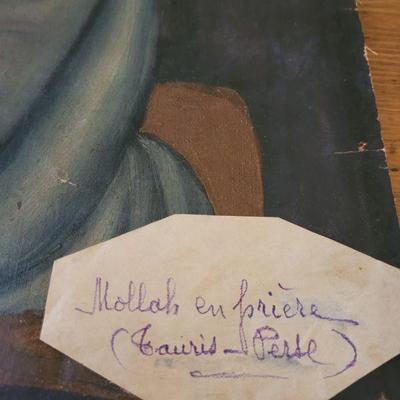 Mollah en prière
(Tauris - Perse)